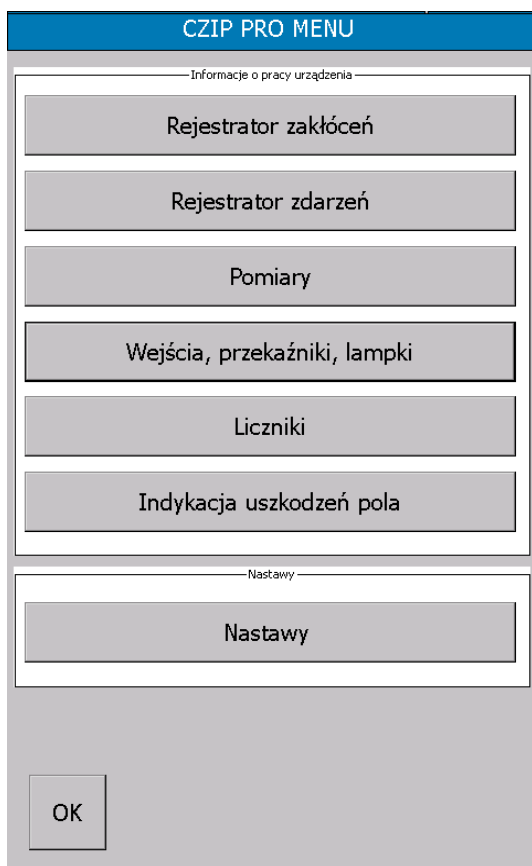 CZIP PRO MENU
Informacje o pracy urządzenia
Rejestrator zakłóceń
Rejestrator zdarzeń
Pomiary
Wejścia, przekaźniki, lampki
Liczniki
Indykacja uszkodzeń pola
Nastawy
Nastawy
OK